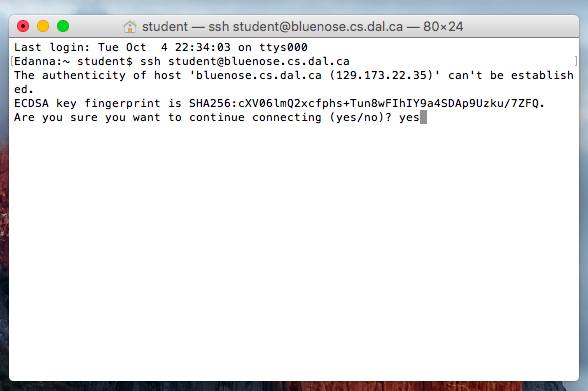 student — ssh student@bluenose.cs.dal.ca — 80×24
Last login: Tue Oct  4 22:34:03 on ttys000
[Edanna:~ student$ ssh student@bluenose.cs.dal.ca ]
The authenticity of host 'bluenose.cs.dal.ca (129.173.22.35)' can't be establish
ed.
ECDSA key fingerprint is SHA256:cXV06lmQ2xcfphs+Tun8wFIhIY9a4SDAp9Uzku/7ZFQ.
Are you sure you want to continue connecting (yes/no)? yes